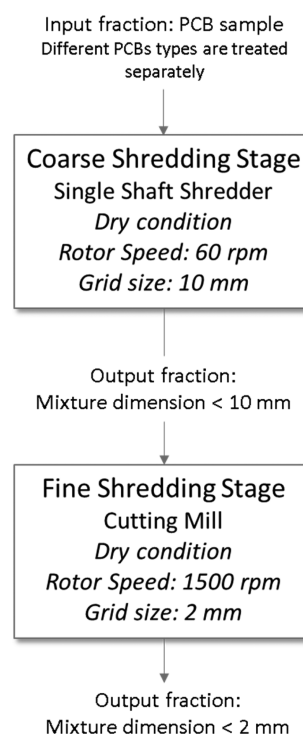 Input fraction: PCB sample
Different PCBs types are treated
separately
Coarse Shredding Stage
Single Shaft Shredder
Dry condition
Rotor Speed: 60 rpm
Grid size: 10 mm
Output fraction:
Mixture dimension < 10 mm
Fine Shredding Stage
Cutting Mill
Dry condition
Rotor Speed: 1500 rpm
Grid size: 2 mm
Output fraction:
Mixture dimension < 2 mm